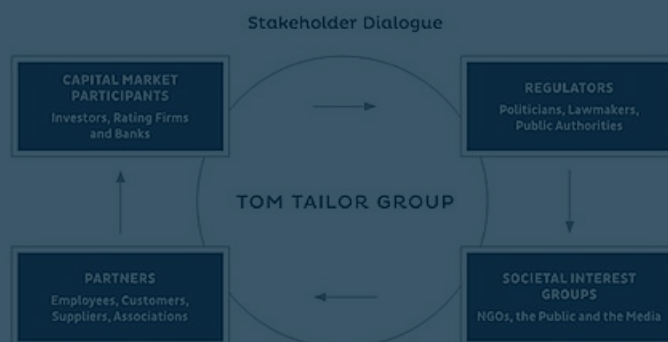 Stakeholder Dialogue
CAPITAL MARKET
PARTICIPANTS
Investors, Rating Firms
and Banks
REGULATORS
Politicians, Lawmakers,
Public Authorities
TOM TAILOR GROUP
PARTNERS
Employees, Customers,
Suppliers, Associations
SOCIETAL INTEREST
GROUPS
NGOs, the Public and the Media